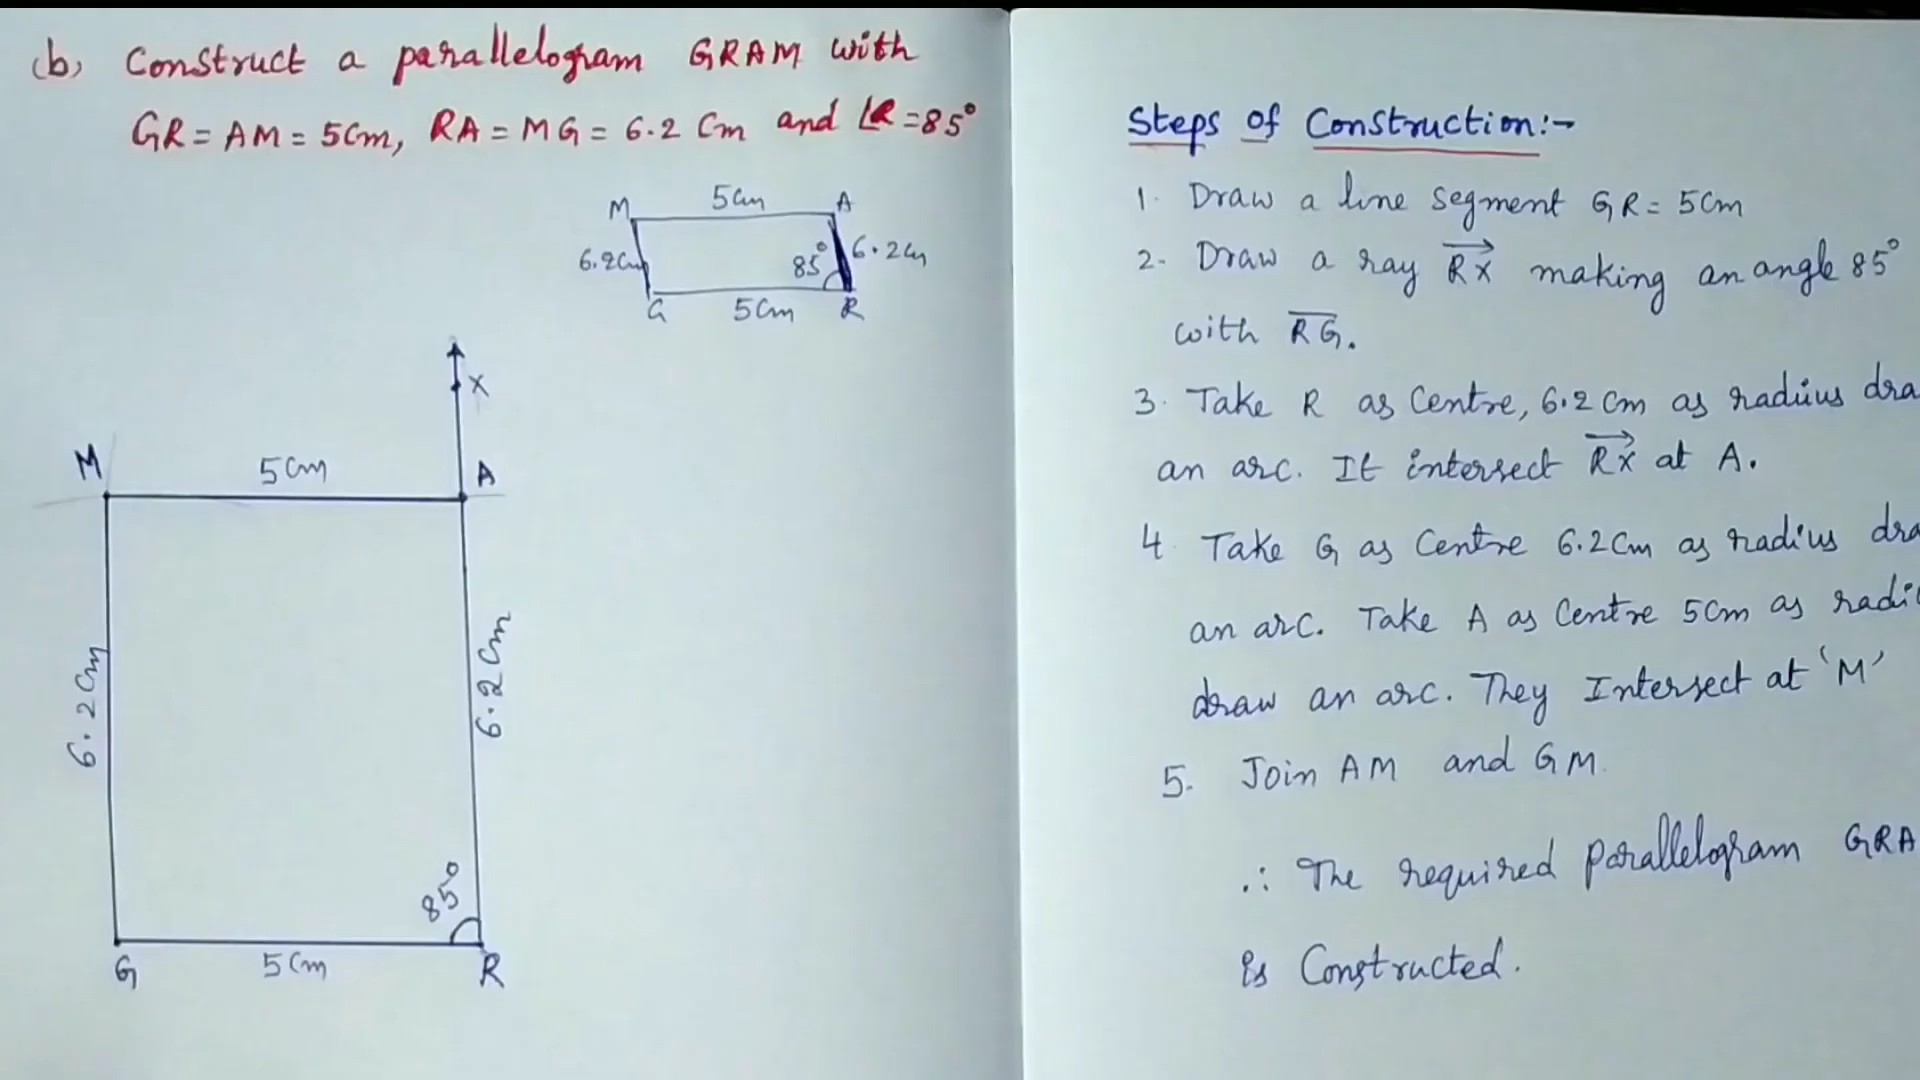 (b) Construct a parallelogram GRAM with
GR = AM = 5Cm, RA = MG = 6.2 Cm and ∠R = 85°
M 5Cm A
6.2Cm 85° 6.2Cm
G 5Cm R
X
M 5Cm A
6.2Cm 6.2Cm
85°
G 5Cm R
Steps of Construction:-
1. Draw a line segment GR = 5Cm
2. Draw a ray R͞X making an angle 85°
with R͞G.
3. Take R as Centre, 6.2 Cm as radius dra
an arc. It intersect R͞X at A.
4. Take G as Centre 6.2Cm as radius dra
an arc. Take A as Centre 5Cm as radi
draw an arc. They Intersect at 'M'
5. Join AM and GM.
∴ The required parallelogram GRA
is Constructed.